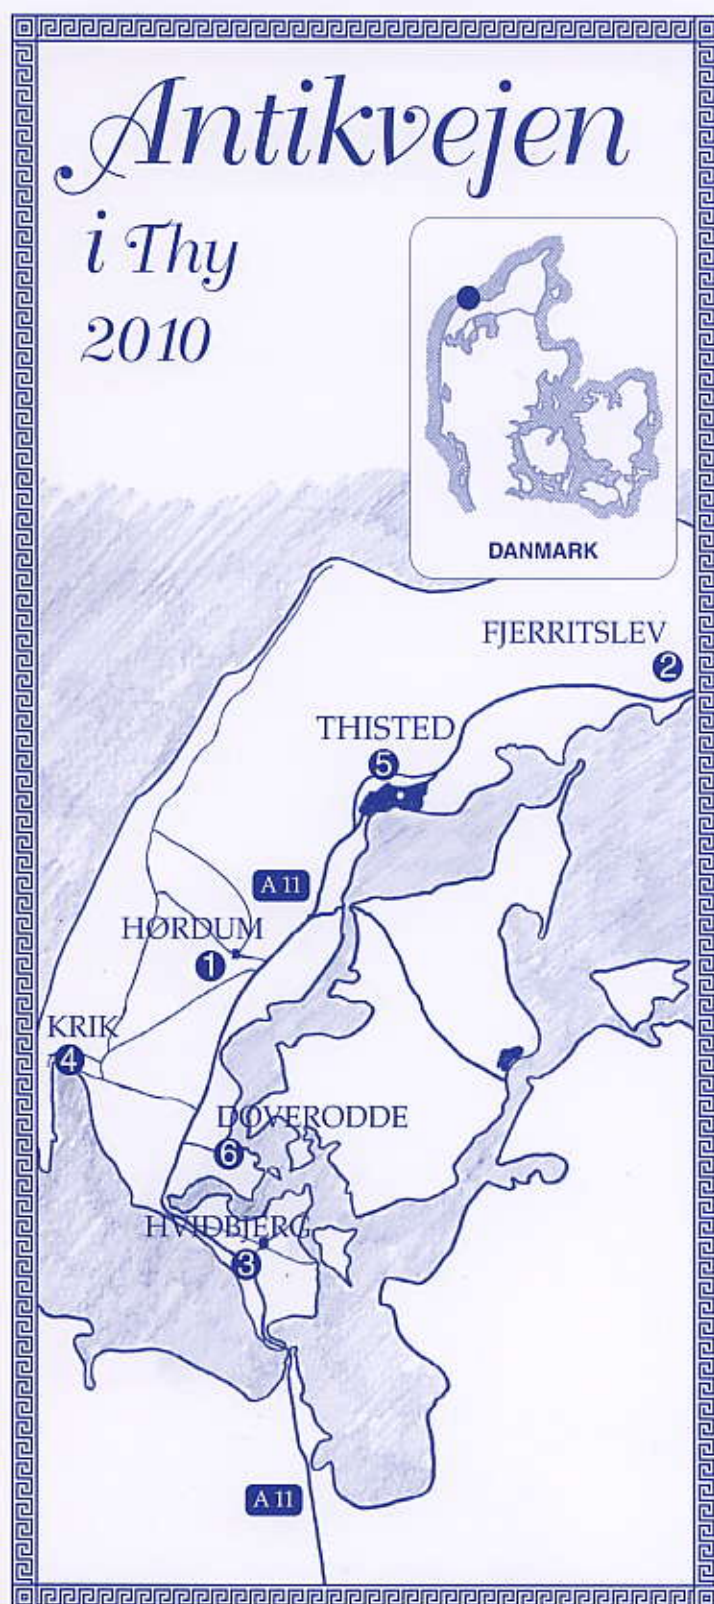 Antikvejen
i Thy
2010
DANMARK
FJERRITSLEV
2
THISTED
5
A 11
HØRDUM
1
KRIK
4
DOVERODDE
6
HVIDBJERG
3
A 11